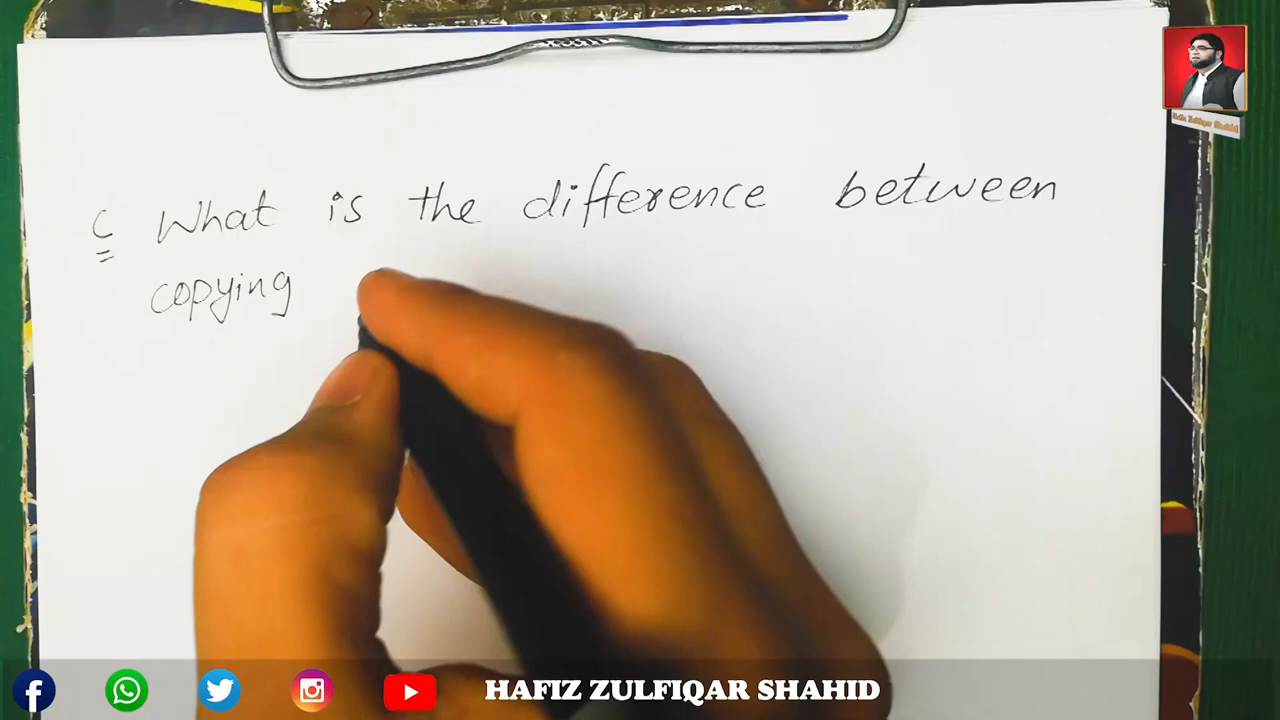 c What is the difference between
copying
HAFIZ ZULFIQAR SHAHID